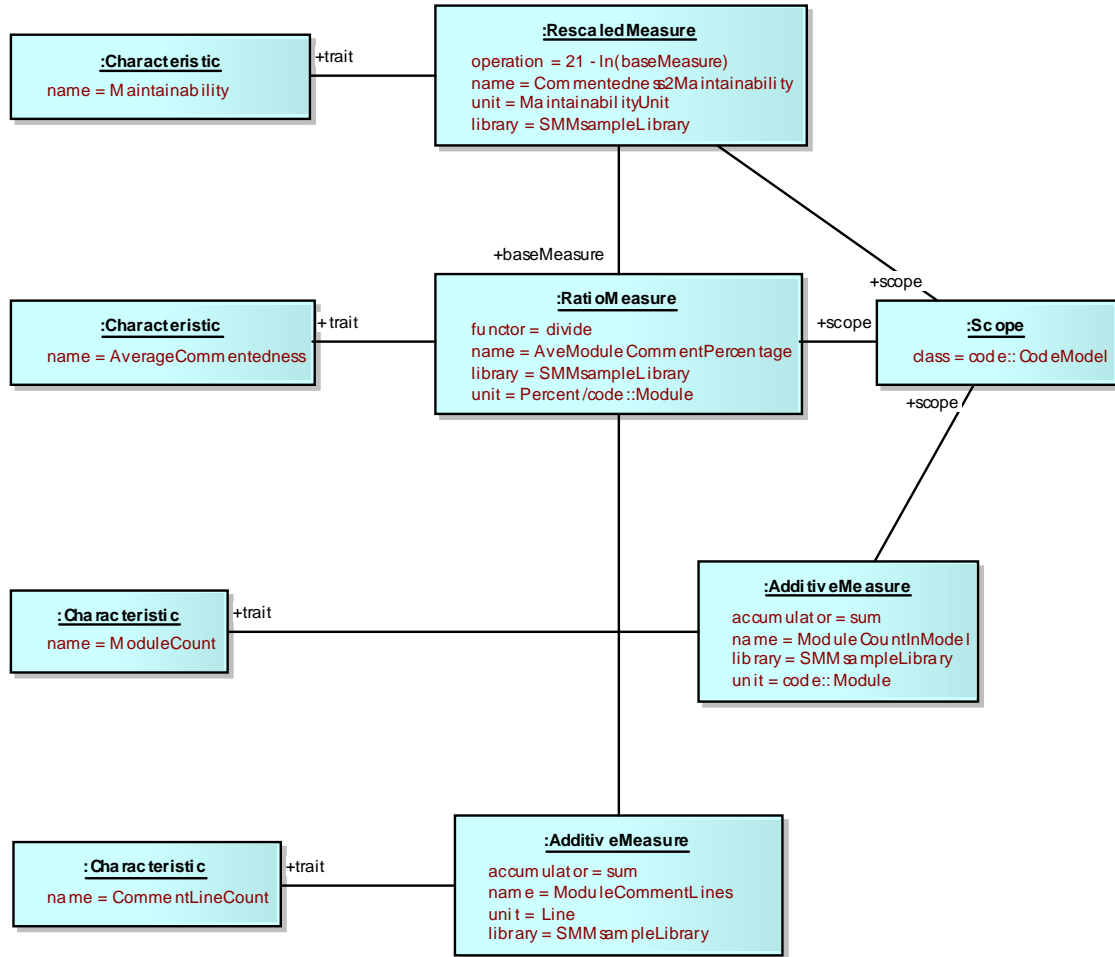 :RescaledMeasure
operation = 21 - ln(baseMeasure)
name = Commentedness2Maintainability
unit = MaintainabilityUnit
library = SMMsampleLibrary
:Characteristic
name = Maintainability
+trait
+baseMeasure
+scope
:Characteristic
name = AverageCommentedness
+trait
:RatioMeasure
functor = divide
name = AveModuleCommentPercentage
library = SMMsampleLibrary
unit = Percent/code::Module
+scope
:Scope
class = code::CodeModel
+scope
:Characteristic
name = ModuleCount
+trait
:AdditiveMeasure
accumulator = sum
name = ModuleCountInModel
library = SMMsampleLibrary
unit = code::Module
:Characteristic
name = CommentLineCount
+trait
:AdditiveMeasure
accumulator = sum
name = ModuleCommentLines
unit = Line
library = SMMsampleLibrary